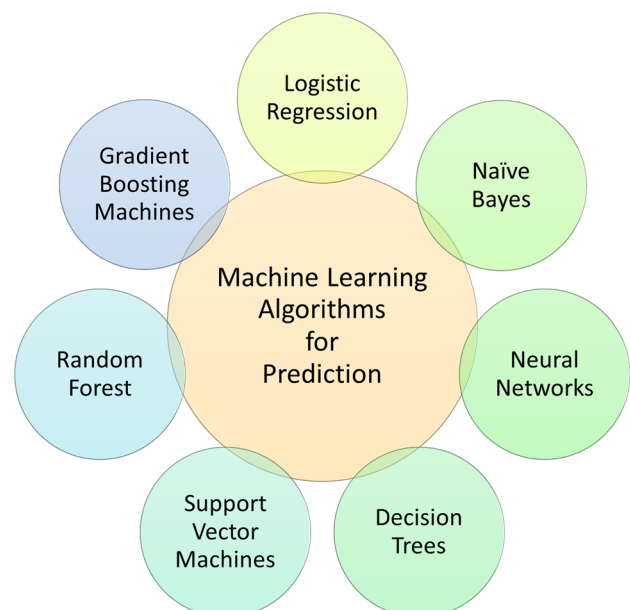 Logistic
Regression
Gradient
Boosting
Machines
Naïve
Bayes
Machine Learning
Algorithms
for
Prediction
Random
Forest
Neural
Networks
Support
Vector
Machines
Decision
Trees